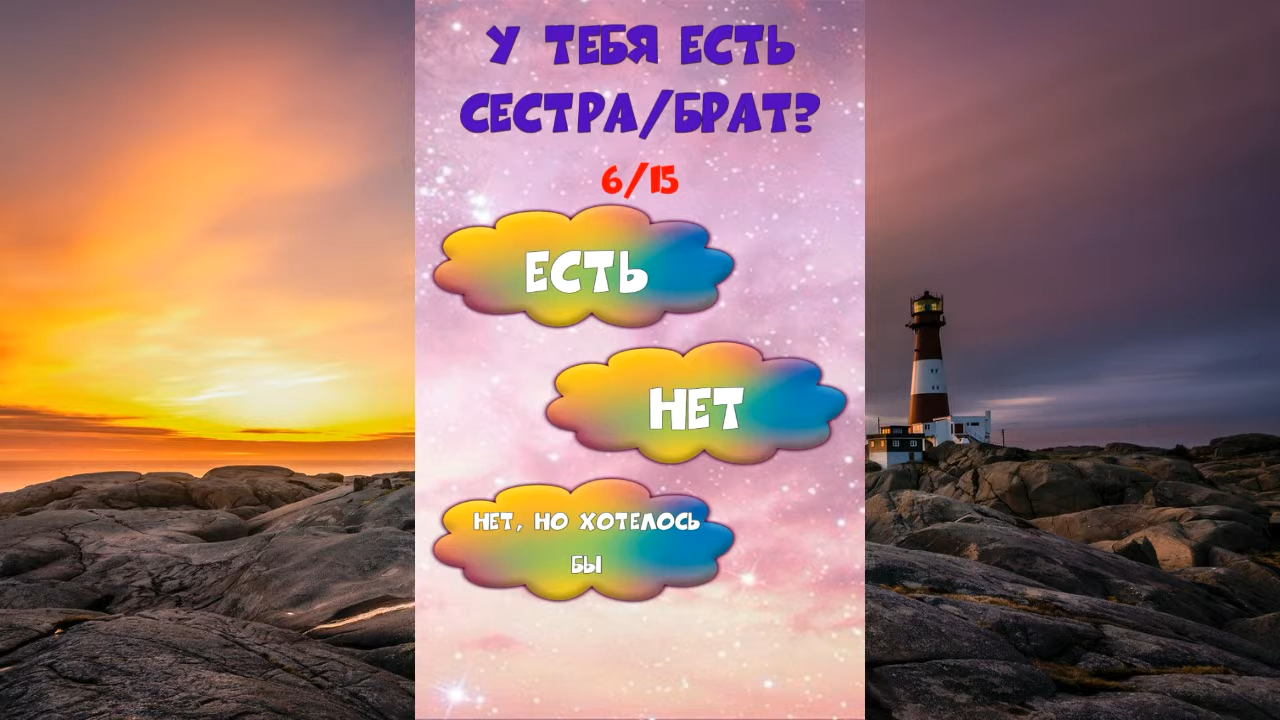 У ТЕБЯ ЕСТЬ
СЕСТРА/БРАТ?
6/15
ЕСТЬ
НЕТ
НЕТ, НО ХОТЕЛОСЬ
БЫ